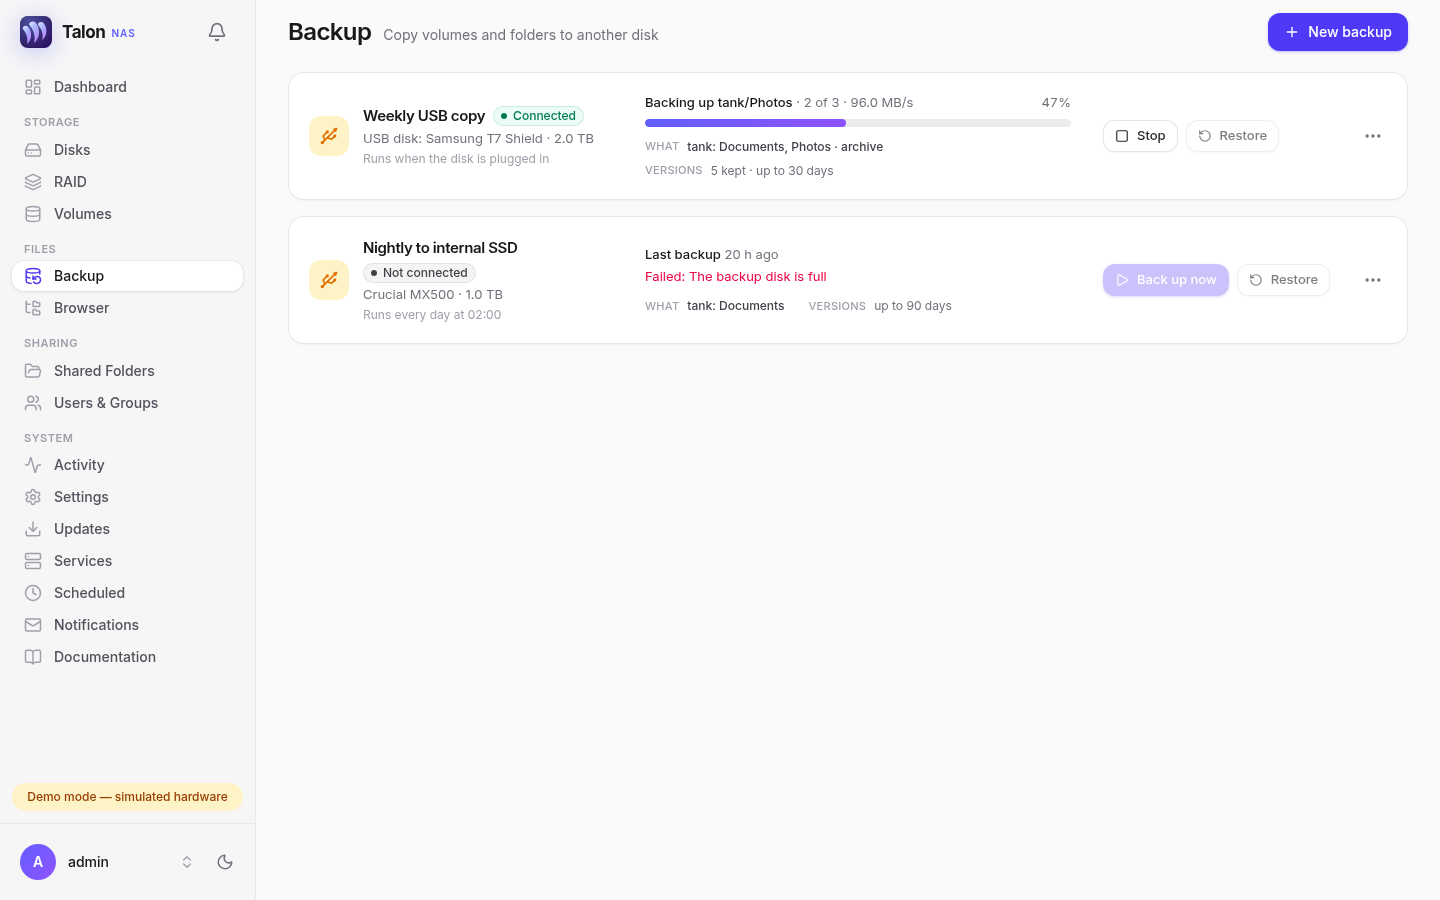 Talon NAS
Dashboard
STORAGE
Disks
RAID
Volumes
FILES
Backup
Browser
SHARING
Shared Folders
Users & Groups
SYSTEM
Activity
Settings
Updates
Services
Scheduled
Notifications
Documentation
Demo mode — simulated hardware
A admin
Backup Copy volumes and folders to another disk
New backup
Weekly USB copy Connected
USB disk: Samsung T7 Shield · 2.0 TB
Runs when the disk is plugged in
Backing up tank/Photos · 2 of 3 · 96.0 MB/s 47%
WHAT tank: Documents, Photos · archive
VERSIONS 5 kept · up to 30 days
Stop Restore
Nightly to internal SSD
Not connected
Crucial MX500 · 1.0 TB
Runs every day at 02:00
Last backup 20 h ago
Failed: The backup disk is full
WHAT tank: Documents VERSIONS up to 90 days
Back up now Restore